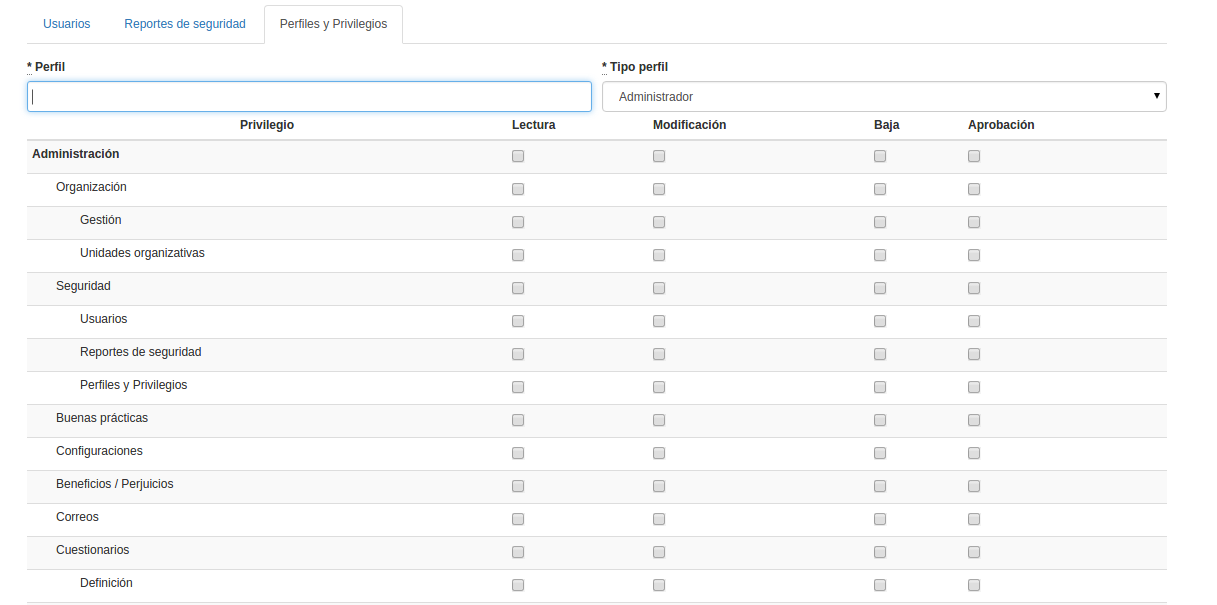 Usuarios Reportes de seguridad Perfiles y Privilegios
* Perfil * Tipo perfil
Administrador
Privilegio Lectura Modificación Baja Aprobación
Administración
Organización
Gestión
Unidades organizativas
Seguridad
Usuarios
Reportes de seguridad
Perfiles y Privilegios
Buenas prácticas
Configuraciones
Beneficios / Perjuicios
Correos
Cuestionarios
Definición